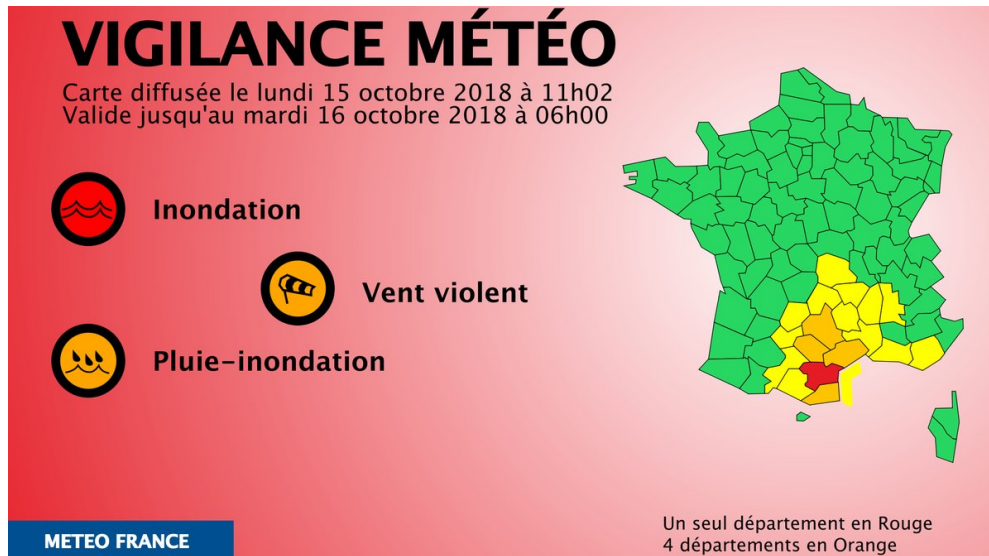 VIGILANCE MÉTÉO
Carte diffusée le lundi 15 octobre 2018 à 11h02
Valide jusqu'au mardi 16 octobre 2018 à 06h00
Inondation
Vent violent
Pluie-inondation
Un seul département en Rouge
4 départements en Orange
METEO FRANCE